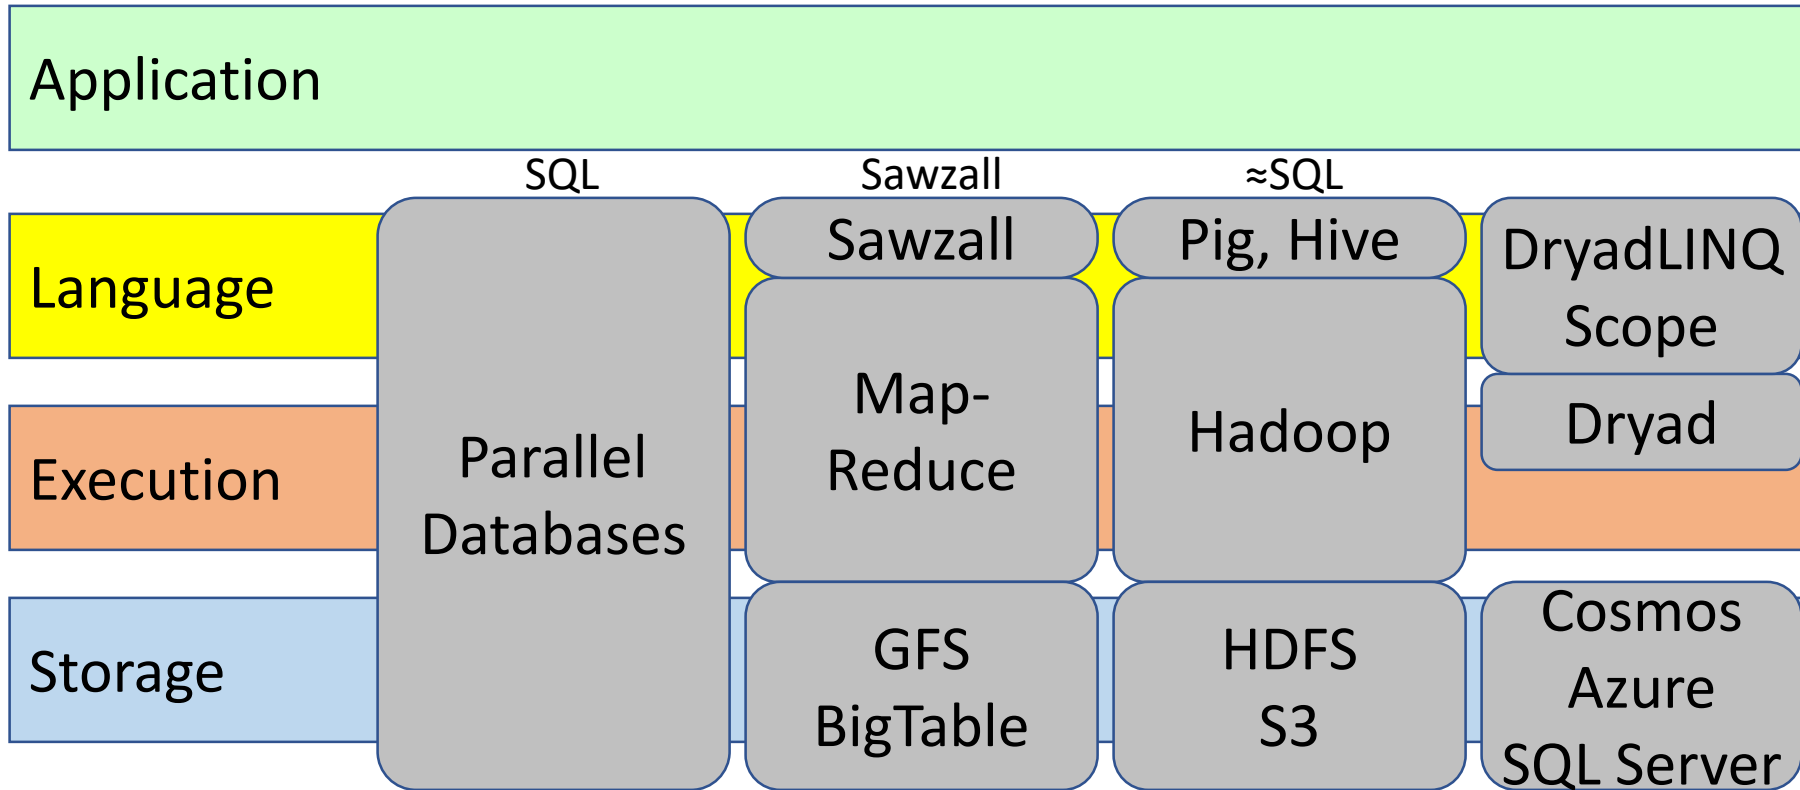 Application
SQL
Sawzall
≈SQL
Language
Execution
Storage
Parallel
Databases
Sawzall
Map-
Reduce
GFS
BigTable
Pig, Hive
Hadoop
HDFS
S3
DryadLINQ
Scope
Dryad
Cosmos
Azure
SQL Server